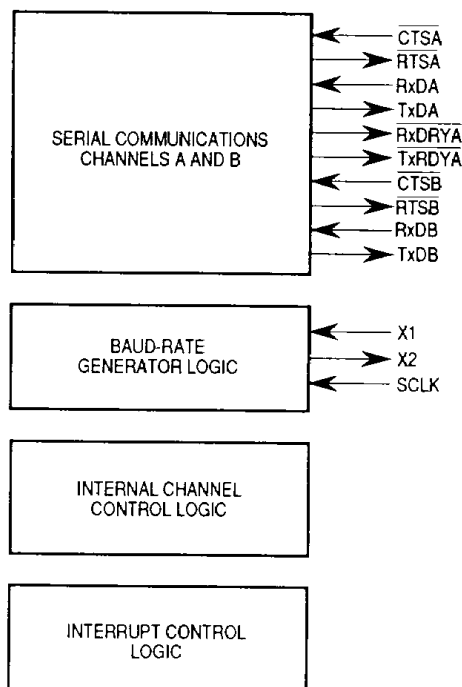 SERIAL COMMUNICATIONS
CHANNELS A AND B
CTSA
RTSA
RxDA
TxDA
RxDRYA
TxRDYA
CTSB
RTSB
RxDB
TxDB
BAUD-RATE
GENERATOR LOGIC
X1
X2
SCLK
INTERNAL CHANNEL
CONTROL LOGIC
INTERRUPT CONTROL
LOGIC